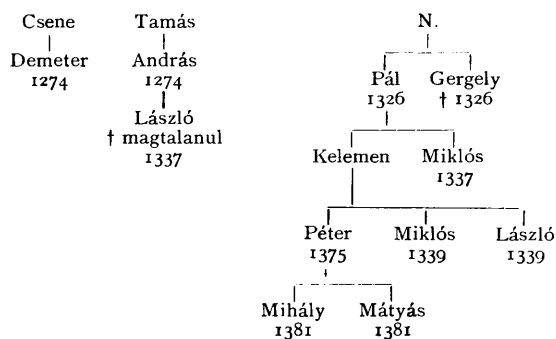 Csene Tamás N.
Demeter András Pál Gergely
1274 1274 1326 † 1326
László
† magtalanul
1337
Kelemen Miklós
1337
Péter Miklós László
1375 1339 1339
Mihály Mátyás
1381 1381